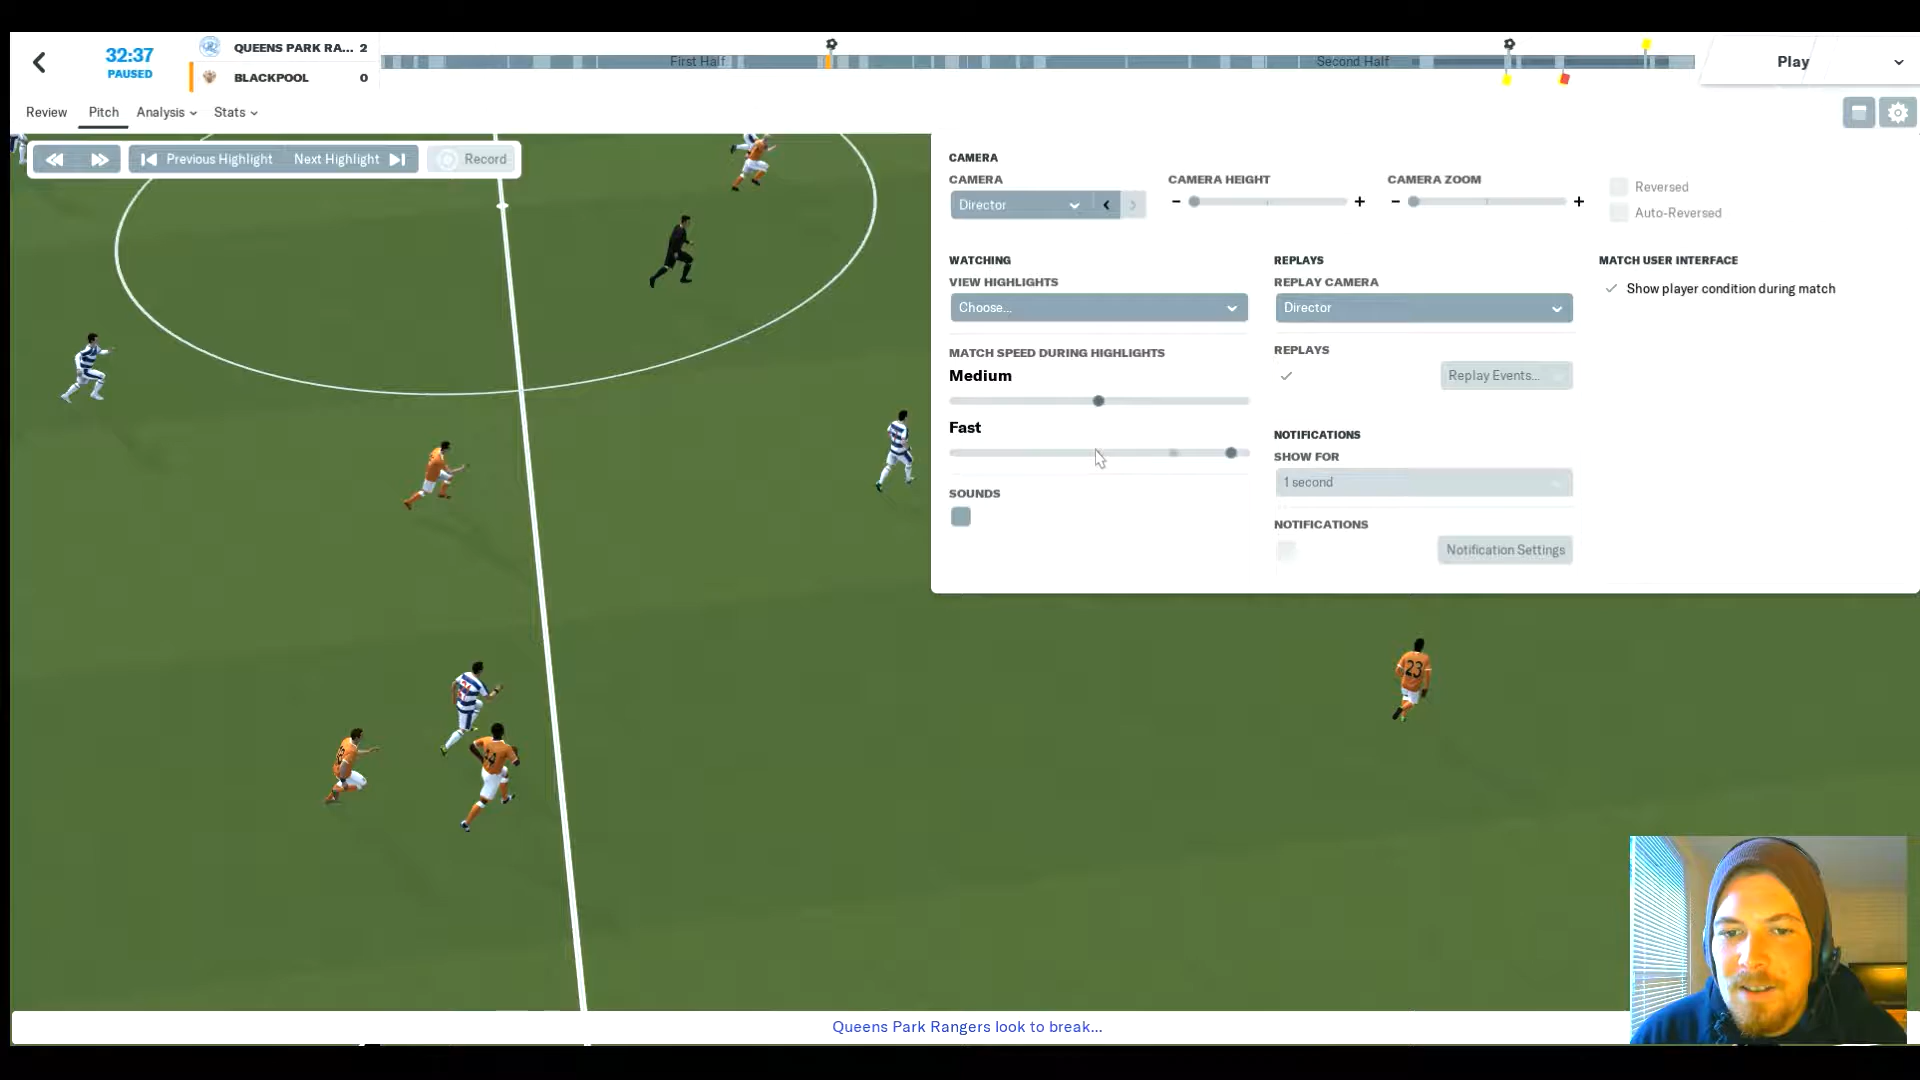 32:37
PAUSED
QUEENS PARK RA... 2
BLACKPOOL 0
First Half
Second Half
Play
Review Pitch Analysis Stats
Previous Highlight Next Highlight Record
CAMERA
CAMERA
Director
CAMERA HEIGHT
CAMERA ZOOM
Reversed
Auto-Reversed
WATCHING
VIEW HIGHLIGHTS
Choose...
MATCH SPEED DURING HIGHLIGHTS
Medium
Fast
SOUNDS
REPLAYS
REPLAY CAMERA
Director
REPLAYS
Replay Events...
NOTIFICATIONS
SHOW FOR
1 second
NOTIFICATIONS
Notification Settings
MATCH USER INTERFACE
Show player condition during match
23
Queens Park Rangers look to break...